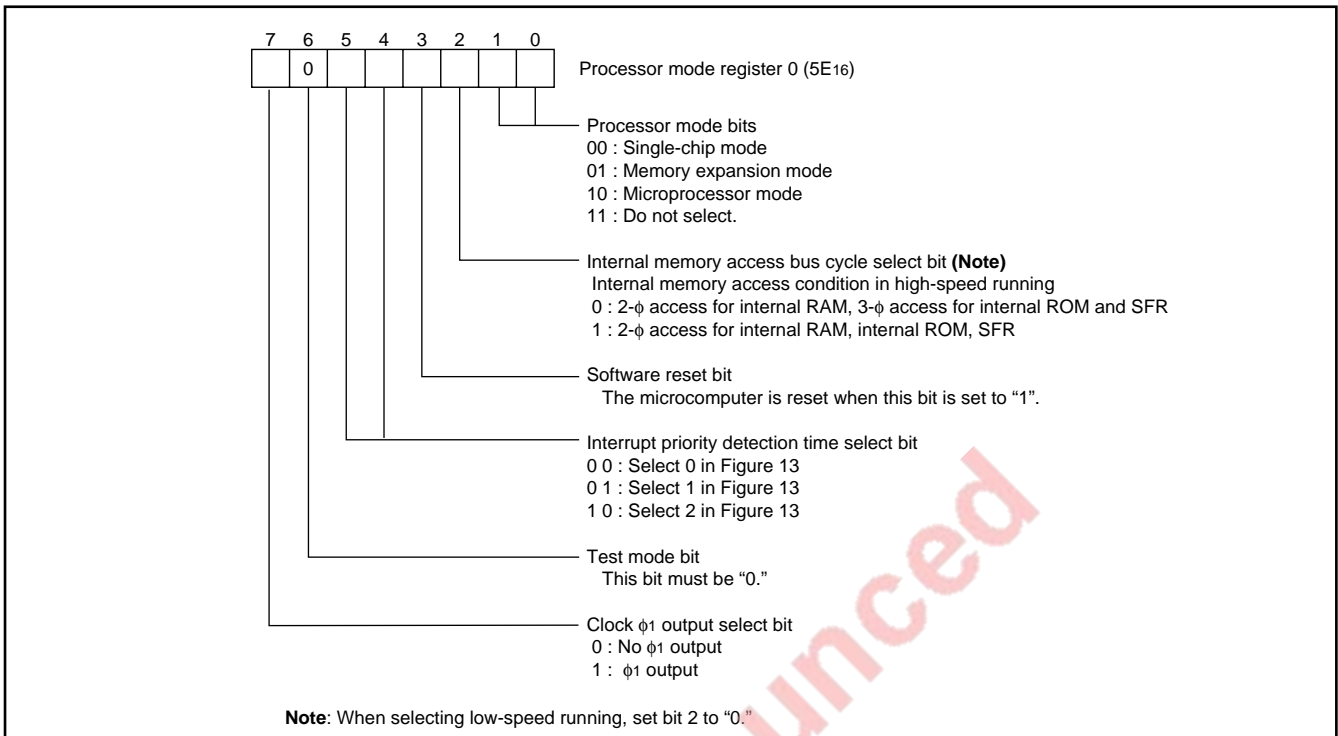 7 6 5 4 3 2 1 0
0
Processor mode register 0 (5E16)
Processor mode bits
00 : Single-chip mode
01 : Memory expansion mode
10 : Microprocessor mode
11 : Do not select.
Internal memory access bus cycle select bit (Note)
Internal memory access condition in high-speed running
0 : 2-ϕ access for internal RAM, 3-ϕ access for internal ROM and SFR
1 : 2-ϕ access for internal RAM, internal ROM, SFR
Software reset bit
The microcomputer is reset when this bit is set to “1”.
Interrupt priority detection time select bit
0 0 : Select 0 in Figure 13
0 1 : Select 1 in Figure 13
1 0 : Select 2 in Figure 13
Test mode bit
This bit must be “0.”
Clock ϕ1 output select bit
0 : No ϕ1 output
1 : ϕ1 output
Note: When selecting low-speed running, set bit 2 to “0.”